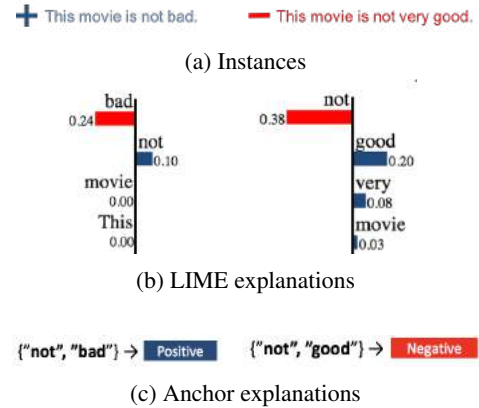 + This movie is not bad. — This movie is not very good.
(a) Instances
bad
0.24
not
0.10
movie
0.00
This
0.00
not
0.38
good
0.20
very
0.08
movie
0.03
(b) LIME explanations
{"not", "bad"} → Positive {"not", "good"} → Negative
(c) Anchor explanations